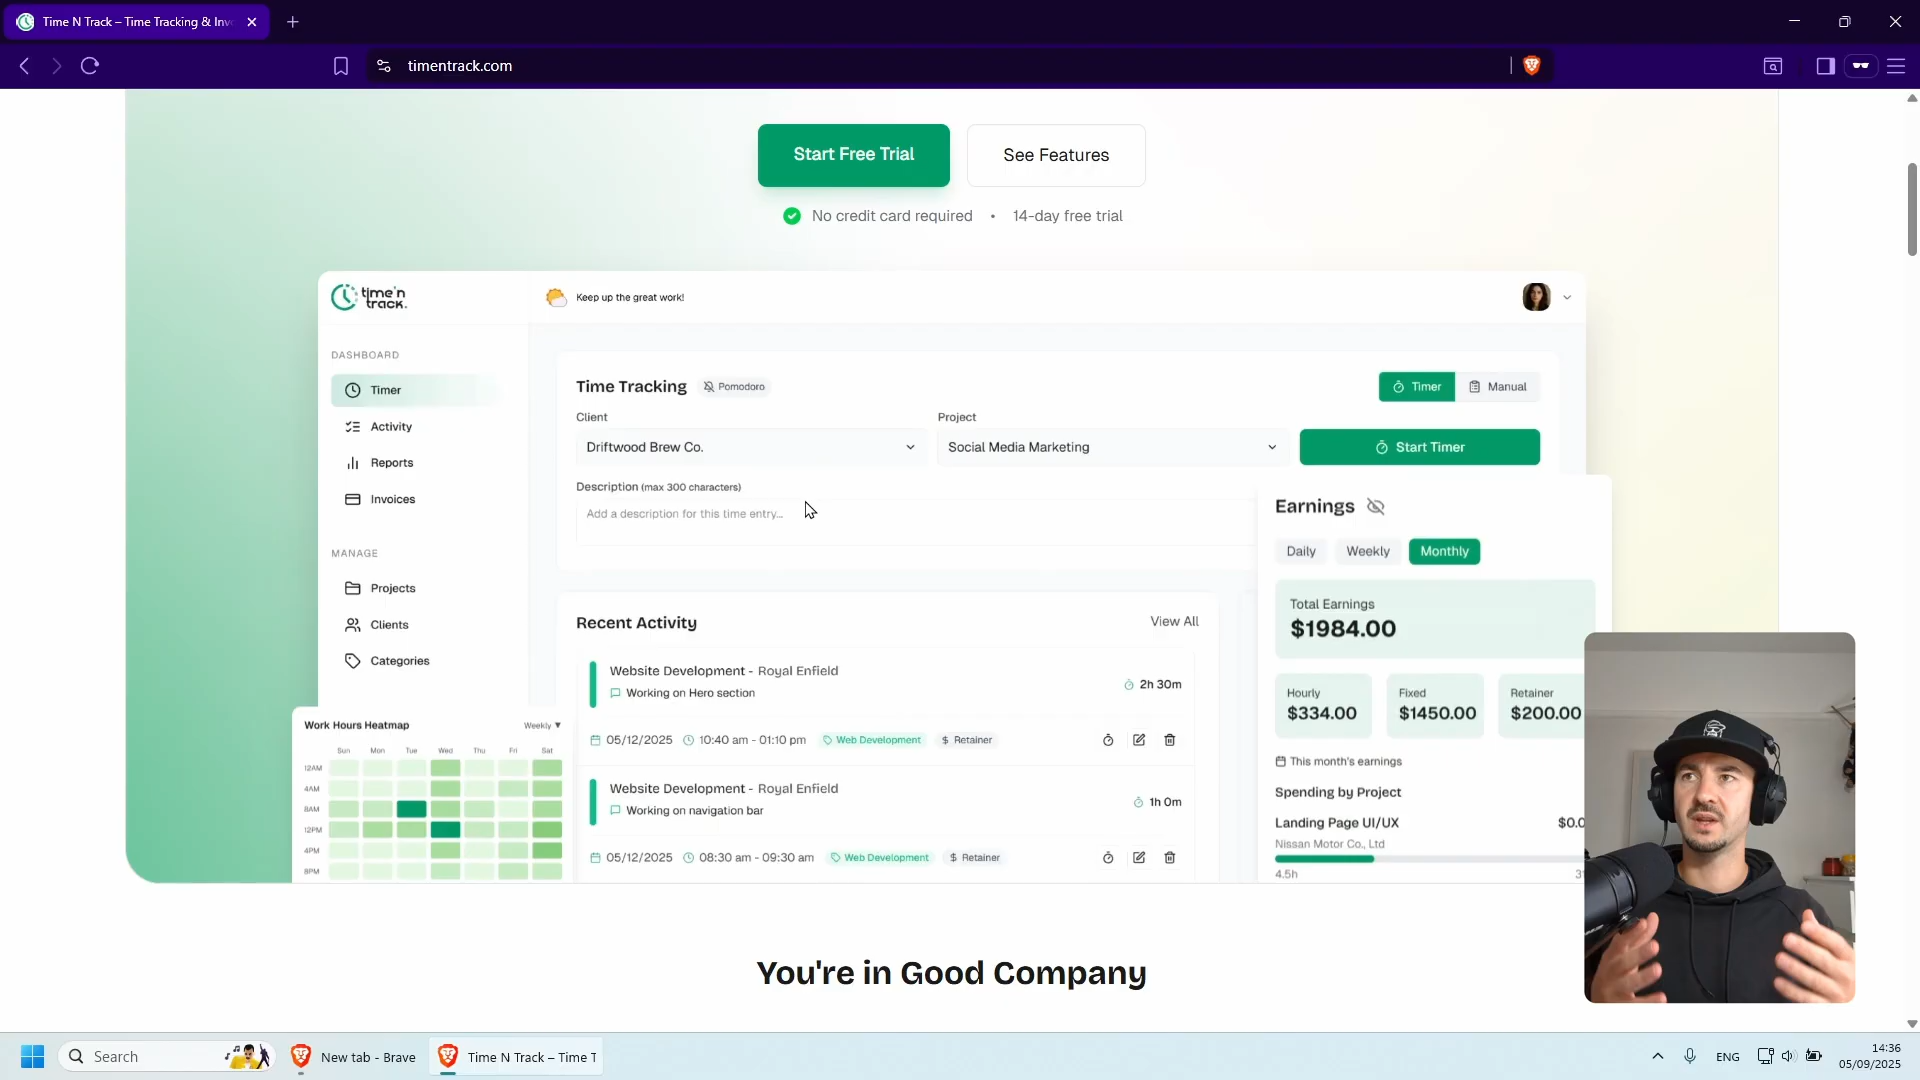 Time N Track – Time Tracking & Inv
timentrack.com
Start Free Trial
See Features
No credit card required • 14-day free trial
time'n track.
Keep up the great work!
DASHBOARD
Timer
Activity
Reports
Invoices
MANAGE
Projects
Clients
Categories
Time Tracking
Pomodoro
Timer
Manual
Client
Project
Driftwood Brew Co.
Social Media Marketing
Start Timer
Description (max 300 characters)
Add a description for this time entry...
Recent Activity
View All
Website Development - Royal Enfield
Working on Hero section
2h 30m
05/12/2025 10:40 am - 01:10 pm Web Development $ Retainer
Website Development - Royal Enfield
Working on navigation bar
1h 0m
05/12/2025 08:30 am - 09:30 am Web Development $ Retainer
Earnings
Daily Weekly Monthly
Total Earnings
$1984.00
Hourly
$334.00
Fixed
$1450.00
Retainer
$200.00
This month's earnings
Spending by Project
Landing Page UI/UX
$0.0
Nissan Motor Co., Ltd
4.5h
Work Hours Heatmap
Weekly ▼
Sun Mon Tue Wed Thu Fri Sat
12AM
4AM
8AM
12PM
4PM
8PM
You're in Good Company
Search
New tab - Brave
Time N Track – Time T
ENG
14:36
05/09/2025